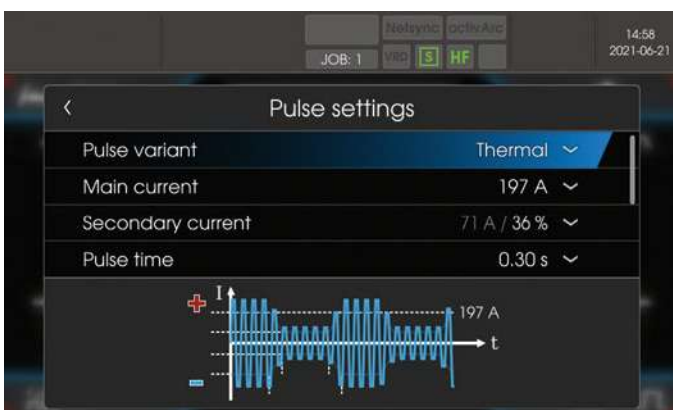 Netsync activArc
14:58
JOB: 1 VRD S HF
2021-06-21
Pulse settings
Pulse variant Thermal
Main current 197 A
Secondary current 71 A / 36 %
Pulse time 0.30 s
I
197 A
t